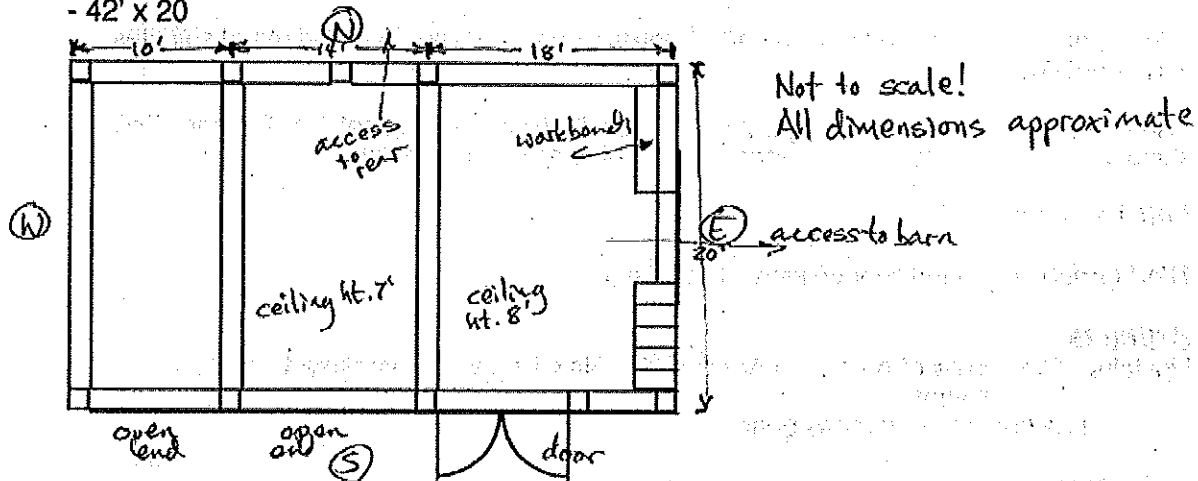 - 42' x 20
N
10' 14' 18'
Not to scale!
All dimensions approximate
access
to rear
workbench
W
E
access to barn
20'
ceiling ht. 7'
ceiling
ht. 8'
open
end
open
end
S
door